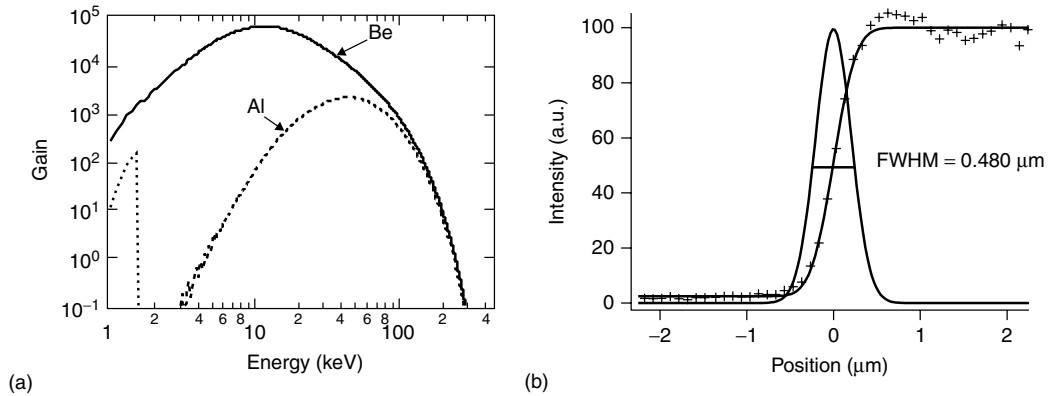 10^5
10^4
10^3
10^2
10^1
10^0
10^−1
Gain
Be
Al
1 2 4 6 8 10 2 4 6 8 100 2 4
Energy (keV)
(a)
100
80
60
40
20
0
Intensity (a.u.)
FWHM = 0.480 μm
−2 −1 0 1 2
Position (μm)
(b)